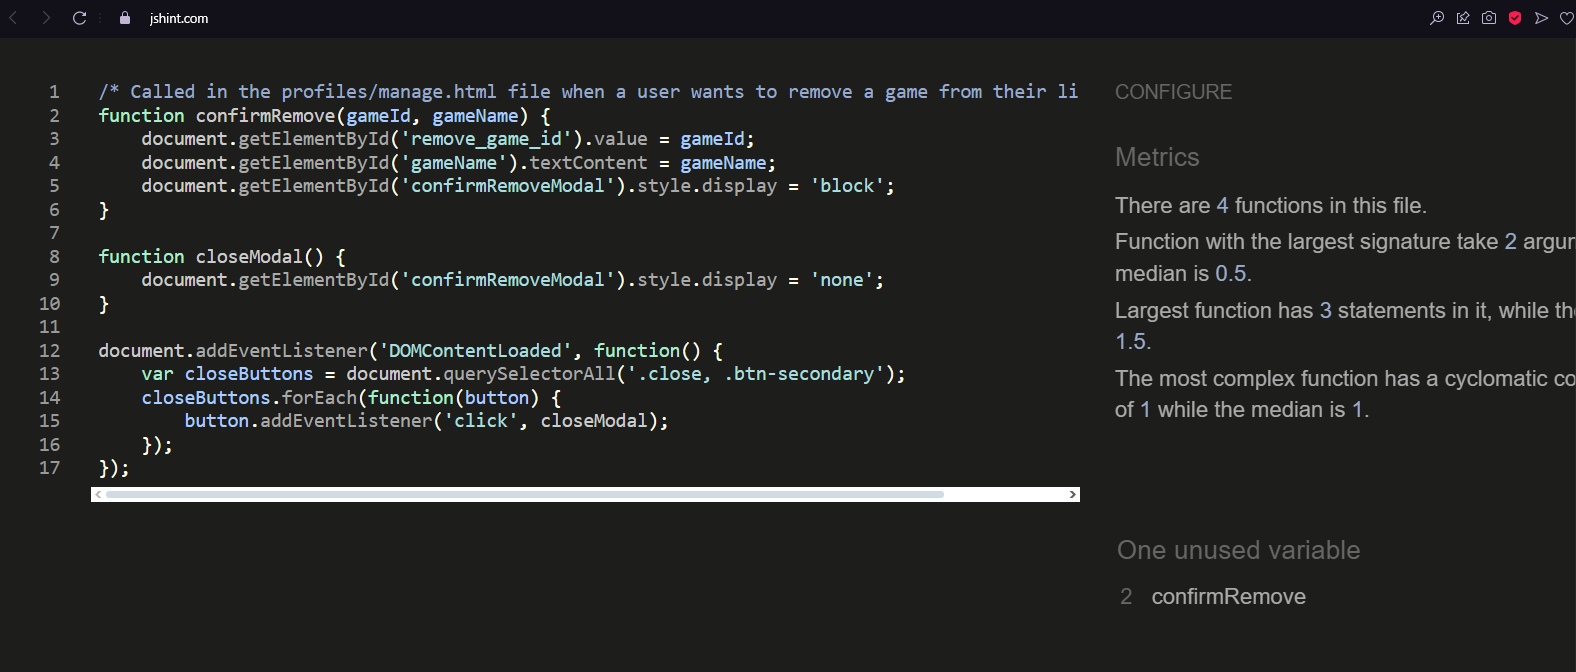 jshint.com
1 /* Called in the profiles/manage.html file when a user wants to remove a game from their li
2 function confirmRemove(gameId, gameName) {
3 document.getElementById('remove_game_id').value = gameId;
4 document.getElementById('gameName').textContent = gameName;
5 document.getElementById('confirmRemoveModal').style.display = 'block';
6 }
7
8 function closeModal() {
9 document.getElementById('confirmRemoveModal').style.display = 'none';
10 }
11
12 document.addEventListener('DOMContentLoaded', function() {
13 var closeButtons = document.querySelectorAll('.close, .btn-secondary');
14 closeButtons.forEach(function(button) {
15 button.addEventListener('click', closeModal);
16 });
17 });
CONFIGURE
Metrics
There are 4 functions in this file.
Function with the largest signature take 2 argur
median is 0.5.
Largest function has 3 statements in it, while the
1.5.
The most complex function has a cyclomatic co
of 1 while the median is 1.
One unused variable
2 confirmRemove